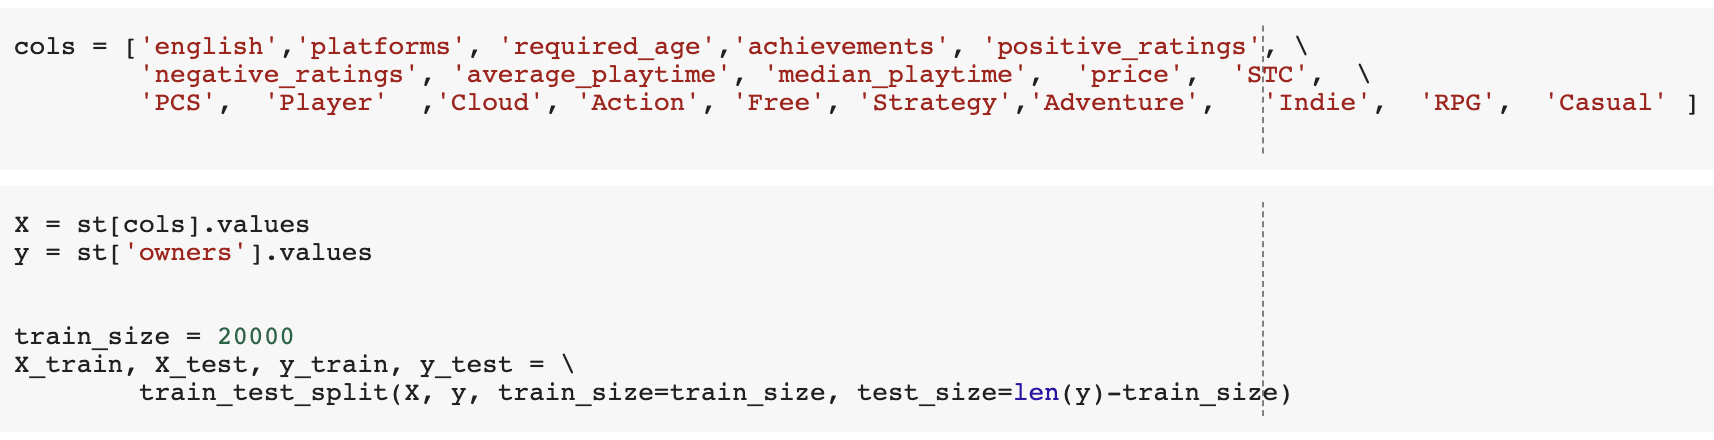 cols = ['english','platforms', 'required_age','achievements', 'positive_ratings', \
        'negative_ratings', 'average_playtime', 'median_playtime',  'price',  'STC',  \
        'PCS',  'Player'  ,'Cloud', 'Action', 'Free', 'Strategy','Adventure',   'Indie',  'RPG',  'Casual' ]
X = st[cols].values
y = st['owners'].values
train_size = 20000
X_train, X_test, y_train, y_test = \
        train_test_split(X, y, train_size=train_size, test_size=len(y)-train_size)